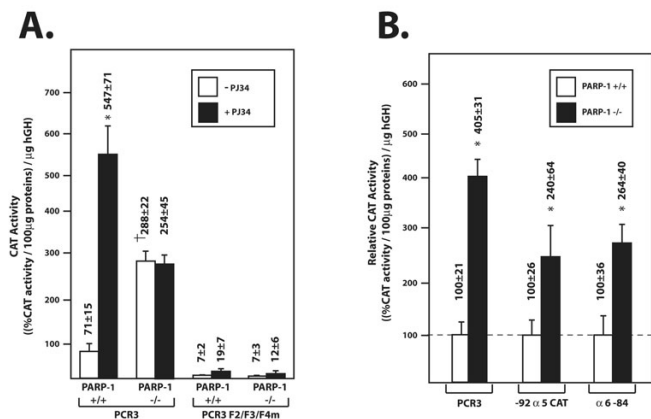 A.
CAT Activity
((%CAT activity / 100μg proteins) / μg hGH)
700
600
500
400
300
200
100
- PJ34
+ PJ34
71±15
* 547±71
+ 288±22
254±45
7±2
19±7
7±3
12±6
PARP-1 PARP-1 PARP-1 PARP-1
+/+ -/- +/+ -/-
PCR3 PCR3 F2/F3/F4m
B.
Relative CAT Activity
((%CAT activity / 100μg proteins) / μg hGH)
600
500
400
300
200
100
PARP-1 +/+
PARP-1 -/-
100±21
* 405±31
100±26
* 240±64
100±36
* 264±40
PCR3 -92 α5 CAT α6 -84